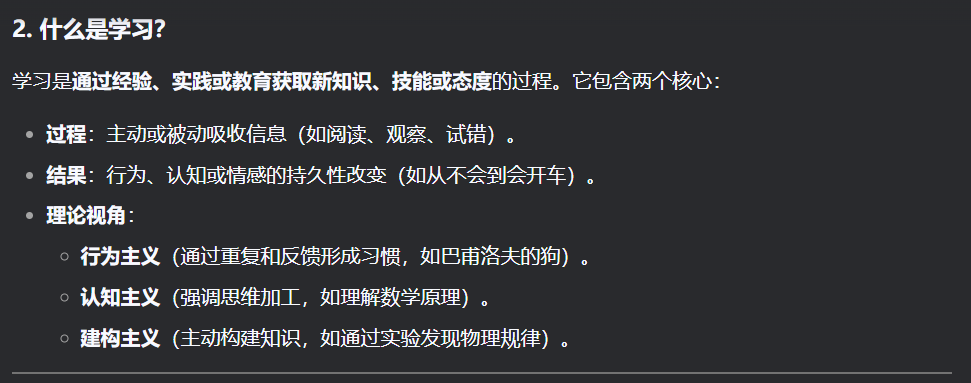 2. 什么是学习？
学习是通过经验、实践或教育获取新知识、技能或态度的过程。它包含两个核心：
过程：主动或被动吸收信息（如阅读、观察、试错）。
结果：行为、认知或情感的持久性改变（如从不会到会开车）。
理论视角：
行为主义（通过重复和反馈形成习惯，如巴甫洛夫的狗）。
认知主义（强调思维加工，如理解数学原理）。
建构主义（主动构建知识，如通过实验发现物理规律）。